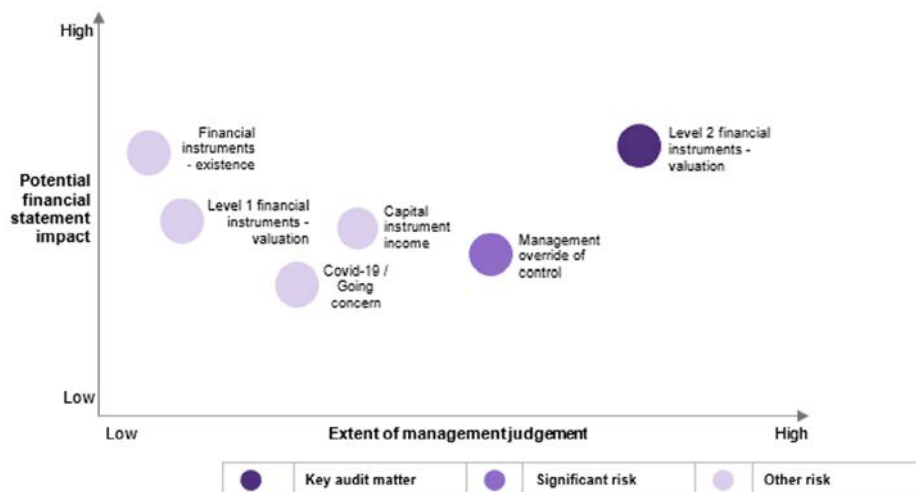 High
Potential
financial
statement
impact
Low
Financial
instruments
- existence
Level 1 financial
instruments -
valuation
Capital
instrument
income
Covid-19 /
Going
concern
Management
override of
control
Level 2 financial
instruments -
valuation
Low
Extent of management judgement
High
Key audit matter
Significant risk
Other risk